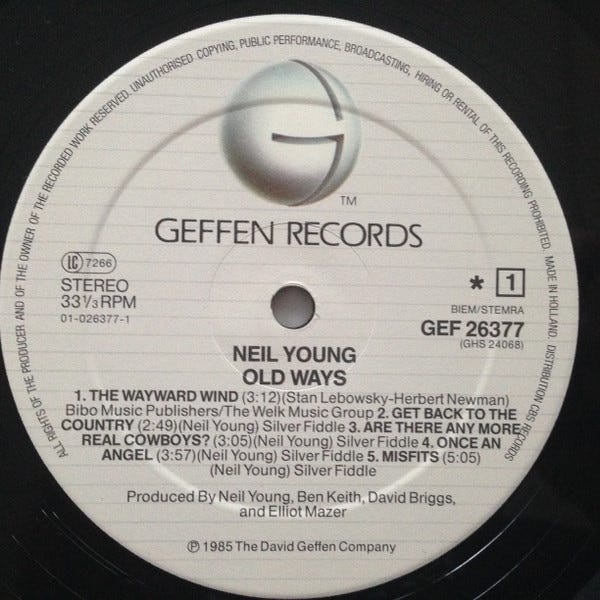 ALL RIGHTS OF THE PRODUCER AND OF THE OWNER OF THE RECORDED WORK RESERVED. UNAUTHORISED COPYING, PUBLIC PERFORMANCE, BROADCASTING, HIRING OR RENTAL OF THIS RECORDING PROHIBITED. MADE IN HOLLAND. DISTRIBUTION CBS RECORDS
G
TM
GEFFEN RECORDS
LC 7266
STEREO
33 1/3 RPM
01-026377-1
* 1
BIEM/STEMRA
GEF 26377
(GHS 24068)
NEIL YOUNG
OLD WAYS
1. THE WAYWARD WIND (3:12)(Stan Lebowsky-Herbert Newman)
Bibo Music Publishers/The Welk Music Group 2. GET BACK TO THE
COUNTRY (2:49)(Neil Young) Silver Fiddle 3. ARE THERE ANY MORE
REAL COWBOYS? (3:05)(Neil Young) Silver Fiddle 4. ONCE AN
ANGEL (3:57)(Neil Young) Silver Fiddle 5. MISFITS (5:05)
(Neil Young) Silver Fiddle
Produced By Neil Young, Ben Keith, David Briggs,
and Elliot Mazer
℗ 1985 The David Geffen Company